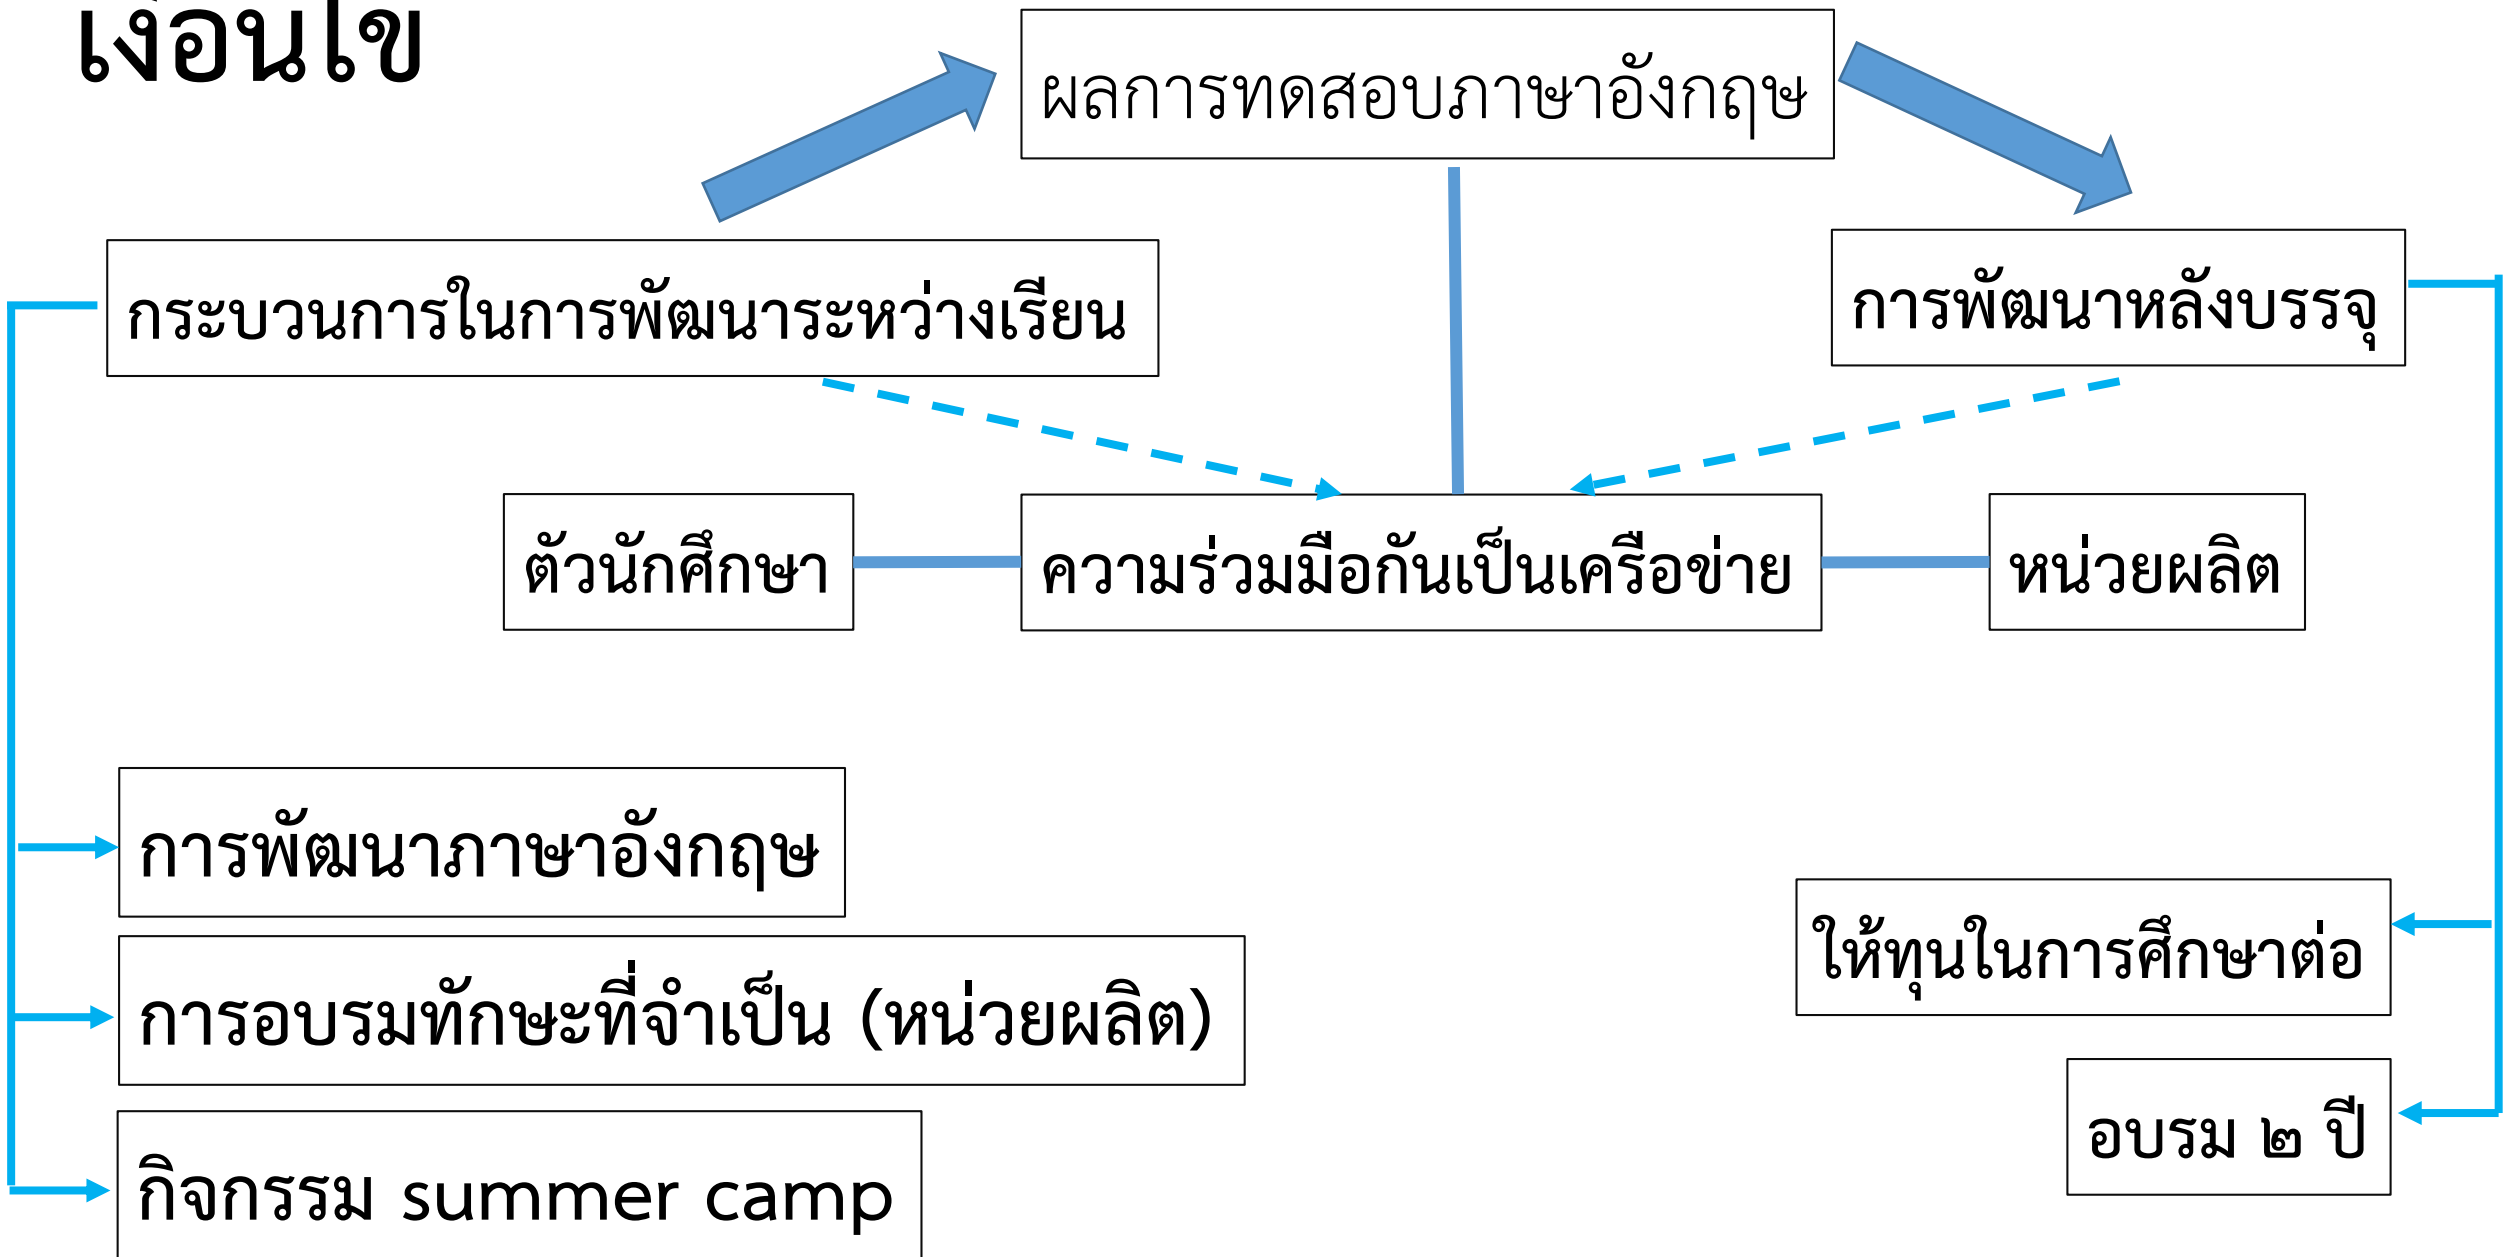 เงื่อนไข
ผลการทดสอบภาษาอังกฤษ
กระบวนการในการพัฒนาระหว่างเรียน
การพัฒนาหลังบรรจุ
ตัวนักศึกษา
ความร่วมมือกันเป็นเครือข่าย
หน่วยผลิต
การพัฒนาภาษาอังกฤษ
การอบรมทักษะที่จำเป็น (หน่วยผลิต)
ให้ทุนในการศึกษาต่อ
อบรม ๒ ปี
กิจกรรม summer camp